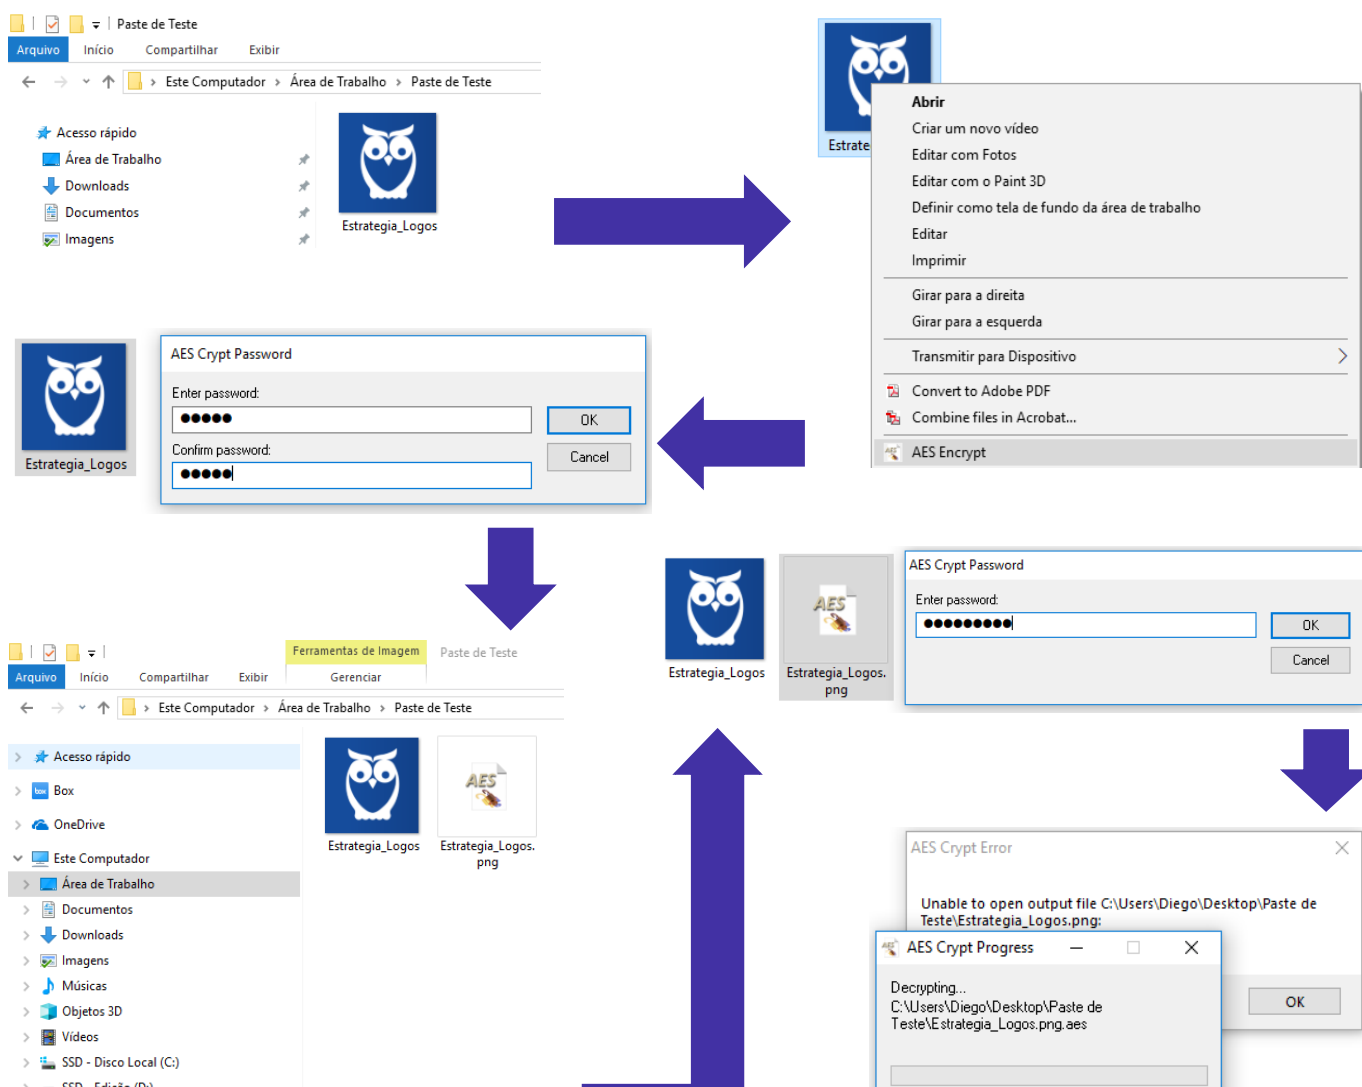 Paste de Teste
Arquivo Início Compartilhar Exibir
Este Computador > Área de Trabalho > Paste de Teste
Acesso rápido
Área de Trabalho
Downloads
Documentos
Imagens
Estrategia_Logos
Estrate
Abrir
Criar um novo vídeo
Editar com Fotos
Editar com o Paint 3D
Definir como tela de fundo da área de trabalho
Editar
Imprimir
Girar para a direita
Girar para a esquerda
Transmitir para Dispositivo
Convert to Adobe PDF
Combine files in Acrobat...
AES Encrypt
Estrategia_Logos
AES Crypt Password
Enter password:
Confirm password:
OK
Cancel
Estrategia_Logos
AES
Estrategia_Logos.
png
AES Crypt Password
Enter password:
OK
Cancel
Ferramentas de Imagem Paste de Teste
Arquivo Início Compartilhar Exibir Gerenciar
Este Computador > Área de Trabalho > Paste de Teste
Acesso rápido
Box
OneDrive
Este Computador
Área de Trabalho
Documentos
Downloads
Imagens
Músicas
Objetos 3D
Vídeos
SSD - Disco Local (C:)
SSD - Edição (D:)
Estrategia_Logos
AES
Estrategia_Logos.
png
AES Crypt Error
Unable to open output file C:\Users\Diego\Desktop\Paste de
Teste\Estrategia_Logos.png:
OK
AES Crypt Progress
Decrypting...
C:\Users\Diego\Desktop\Paste de
Teste\Estrategia_Logos.png.aes